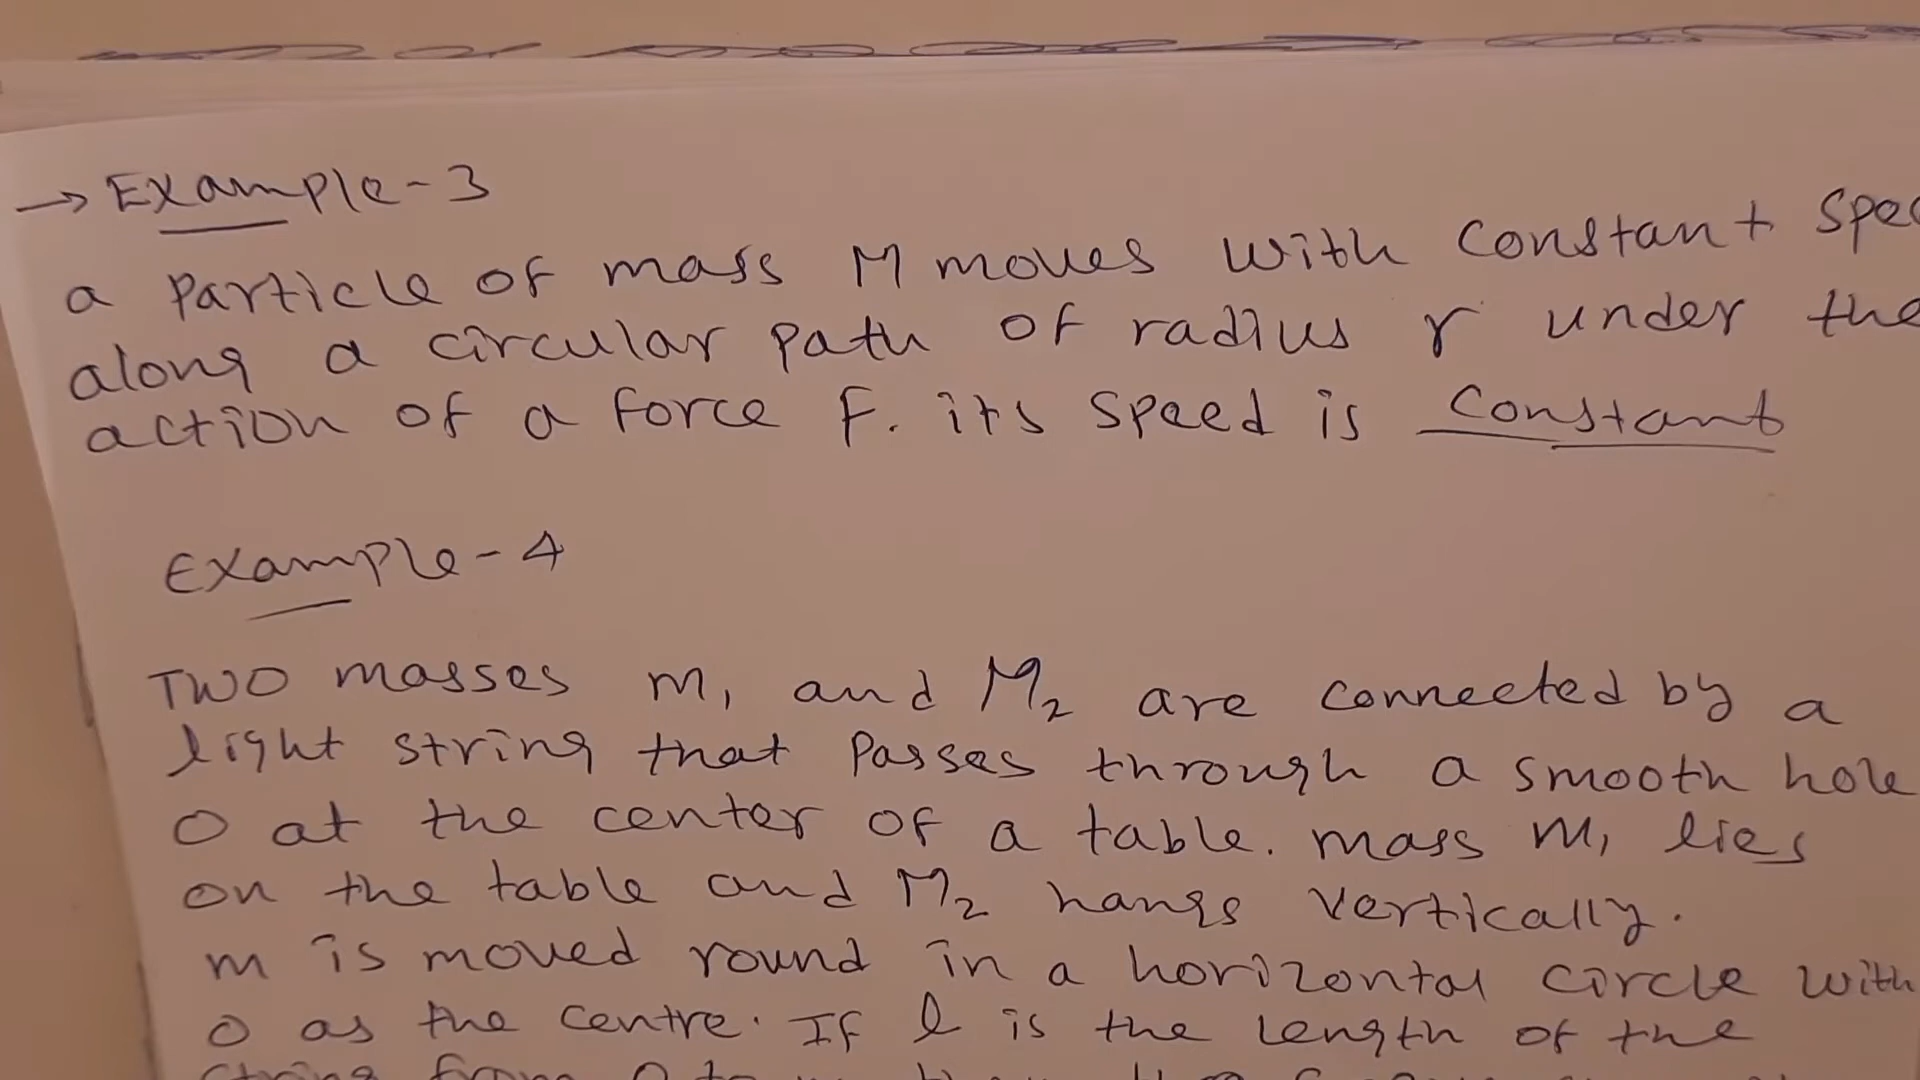 → Example-3
a particle of mass M moves with constant
along a circular path of radius r under the
action of a force F. its speed is constant
Example-4
Two masses m, and M2 are connected by a
light string that passes through a smooth hole
O at the center of a table. mass m, lies
on the table and M2 hangs vertically.
m is moved round in a horizontal circle with
O as the centre. If l is the length of the